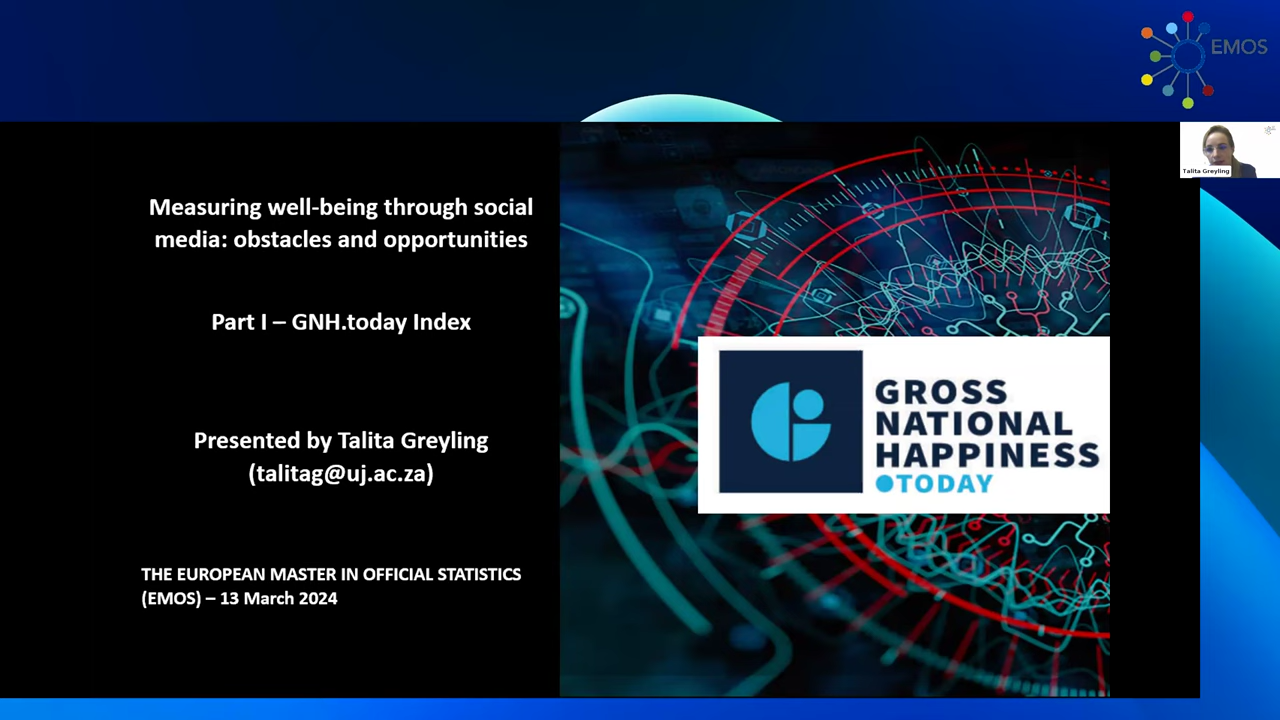 EMOS
Talita Greyling
Measuring well-being through social
media: obstacles and opportunities
Part I – GNH.today Index
GROSS
NATIONAL
HAPPINESS
TODAY
Presented by Talita Greyling
(talitag@uj.ac.za)
THE EUROPEAN MASTER IN OFFICIAL STATISTICS
(EMOS) – 13 March 2024